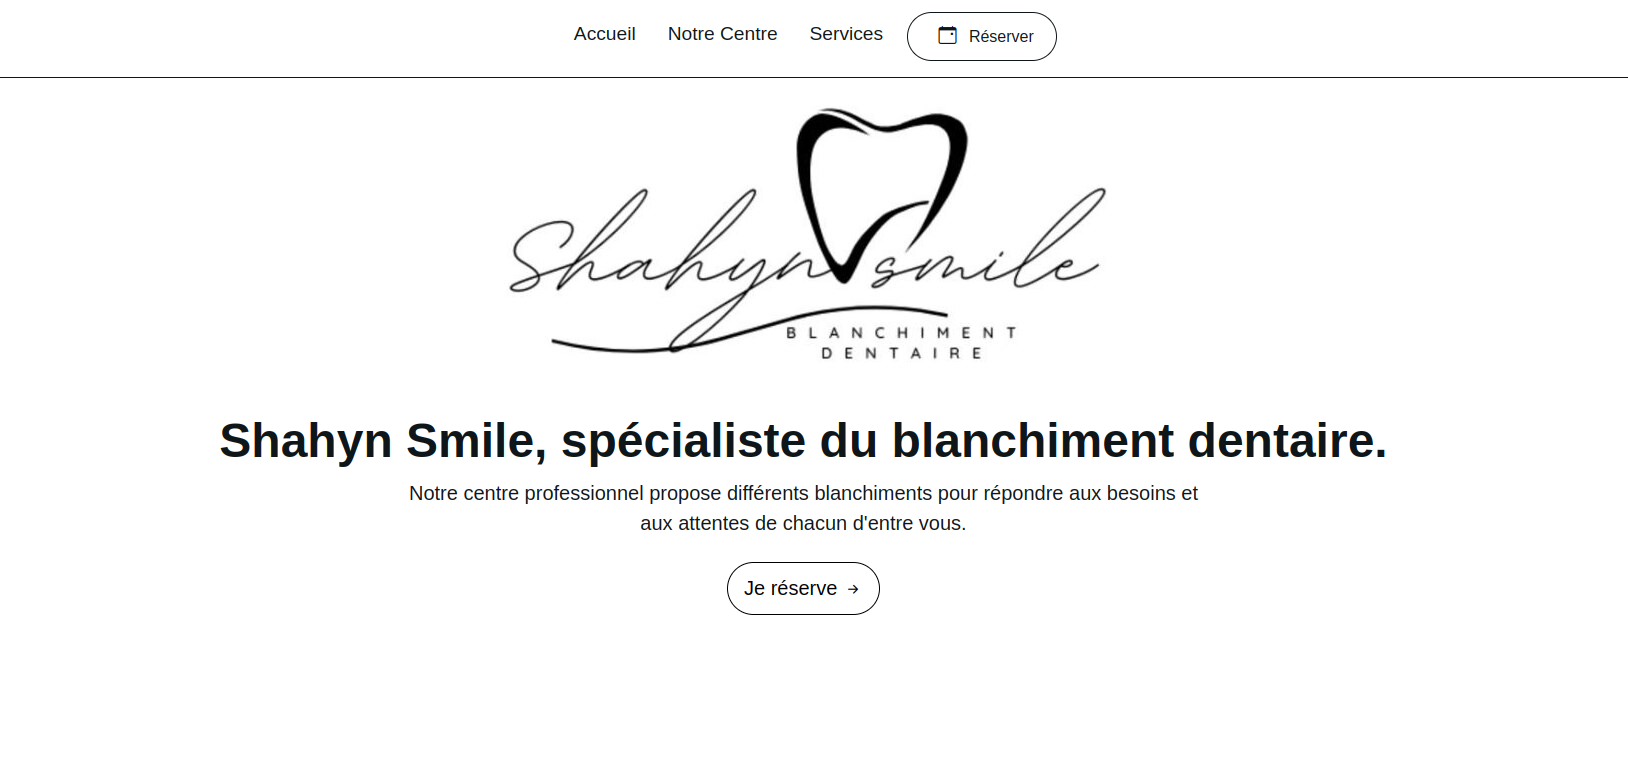 Accueil Notre Centre Services Réserver
Shahyn smile
BLANCHIMENT
DENTAIRE
Shahyn Smile, spécialiste du blanchiment dentaire.
Notre centre professionnel propose différents blanchiments pour répondre aux besoins et
aux attentes de chacun d'entre vous.
Je réserve →